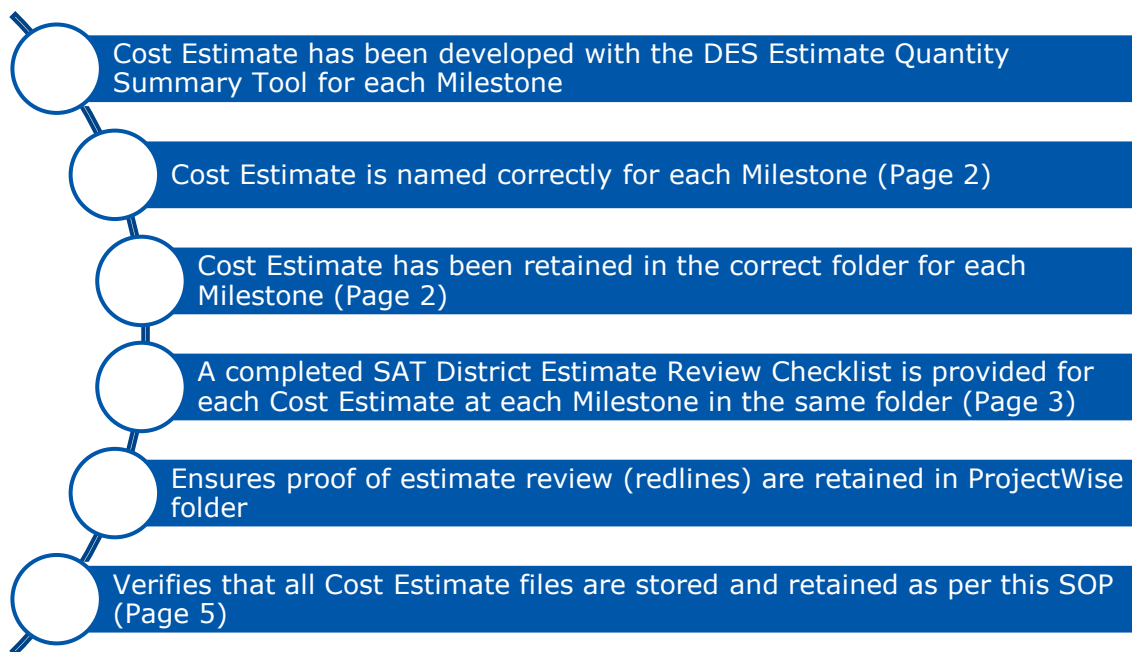 Cost Estimate has been developed with the DES Estimate Quantity
Summary Tool for each Milestone
Cost Estimate is named correctly for each Milestone (Page 2)
Cost Estimate has been retained in the correct folder for each
Milestone (Page 2)
A completed SAT District Estimate Review Checklist is provided for
each Cost Estimate at each Milestone in the same folder (Page 3)
Ensures proof of estimate review (redlines) are retained in ProjectWise
folder
Verifies that all Cost Estimate files are stored and retained as per this SOP
(Page 5)